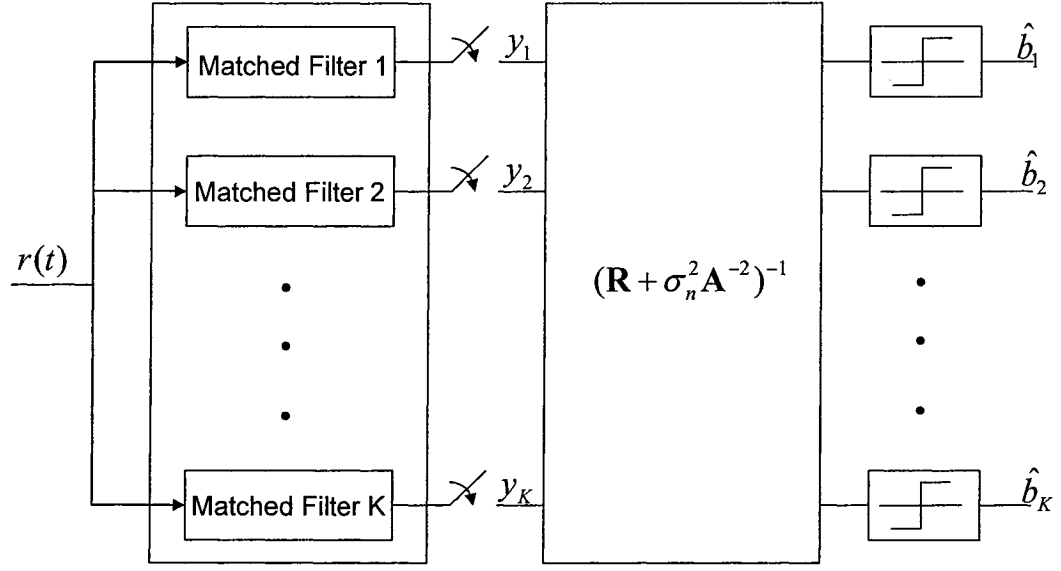 Matched Filter 1
y₁
b̂₁
Matched Filter 2
y₂
b̂₂
r(t)
(R + σₙ²A⁻²)⁻¹
Matched Filter K
y_K
b̂_K